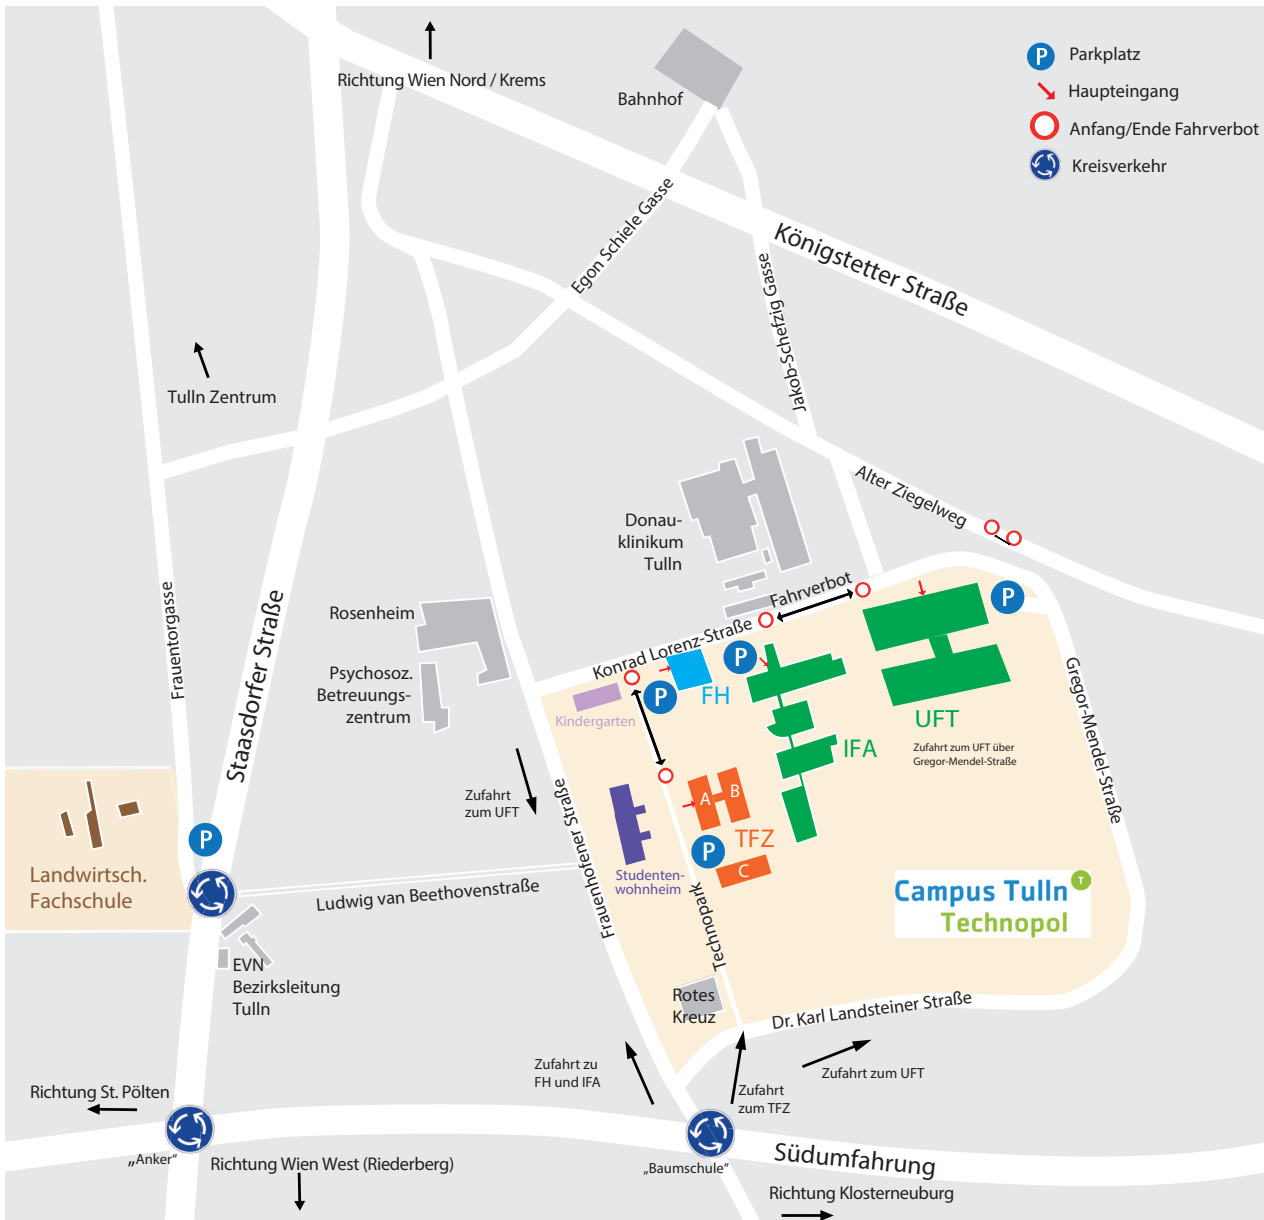 Richtung Wien Nord / Krems
Bahnhof
P Parkplatz
Haupteingang
Anfang/Ende Fahrverbot
Kreisverkehr
Egon Schiele Gasse
Königstetter Straße
Jakob-Schefzig Gasse
Tulln Zentrum
Alter Ziegelweg
Donau-
klinikum
Tulln
Fahrverbot
P
Frauentorgasse
Staasdorfer Straße
Rosenheim
Konrad Lorenz-Straße
P
Psychosoz.
Betreuungs-
zentrum
P
FH
Kindergarten
UFT
Gregor-Mendel-Straße
IFA
Zufahrt zum UFT über
Gregor-Mendel-Straße
Zufahrt
zum UFT
Frauenhofener Straße
A
B
TFZ
P
C
P
Landwirtsch.
Fachschule
Ludwig van Beethovenstraße
Studenten-
wohnheim
Technopark
Campus Tulln
T
Technopol
EVN
Bezirksleitung
Tulln
Rotes
Kreuz
Dr. Karl Landsteiner Straße
Zufahrt zu
FH und IFA
Zufahrt zum UFT
Zufahrt
zum TFZ
Richtung St. Pölten
„Anker“
Richtung Wien West (Riederberg)
„Baumschule“
Südumfahrung
Richtung Klosterneuburg